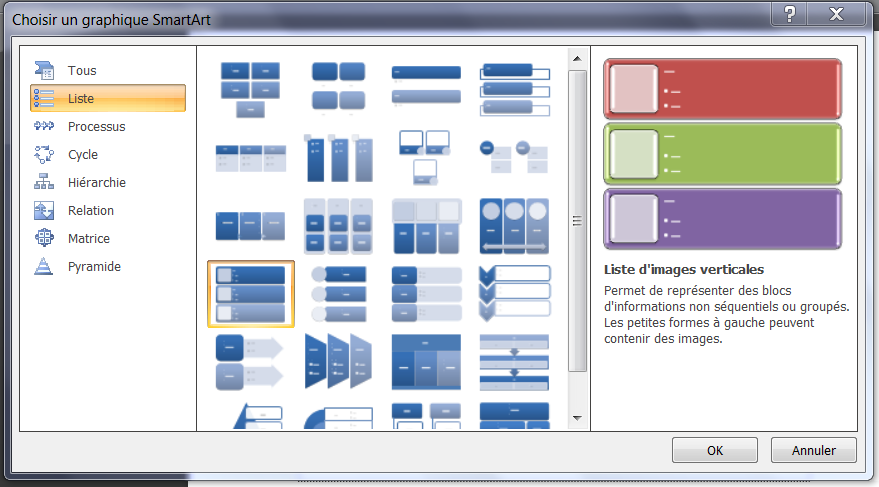 Choisir un graphique SmartArt
Tous
Liste
Processus
Cycle
Hiérarchie
Relation
Matrice
Pyramide
Liste d'images verticales
Permet de représenter des blocs
d'informations non séquentiels ou groupés.
Les petites formes à gauche peuvent
contenir des images.
OK
Annuler